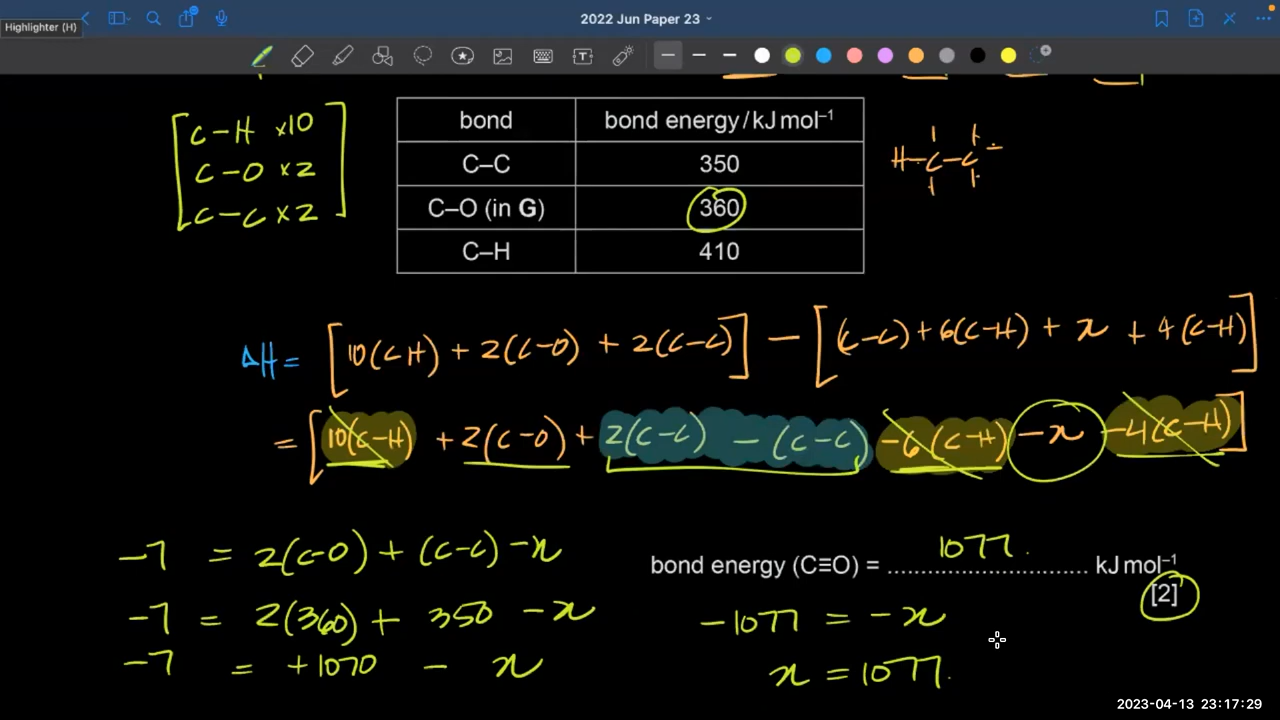 2022 Jun Paper 23
Highlighter (H)
C-H ×10
C-O ×2
C-C ×2
bond bond energy/kJ mol⁻¹
C–C 350
C–O (in G) 360
C–H 410
H-C-C-
ΔH = [10(C-H) + 2(C-O) + 2(C-C)] - [(C-C) + 6(C-H) + x + 4(C-H)]
= [10(C-H) + 2(C-O) + 2(C-C) - (C-C) - 6(C-H) - x - 4(C-H)]
-7 = 2(C-O) + (C-C) - x
-7 = 2(360) + 350 - x
-7 = +1070 - x
bond energy (C≡O) = 1077. kJ mol⁻¹
[2]
-1077 = -x
x = 1077.
2023-04-13 23:17:29